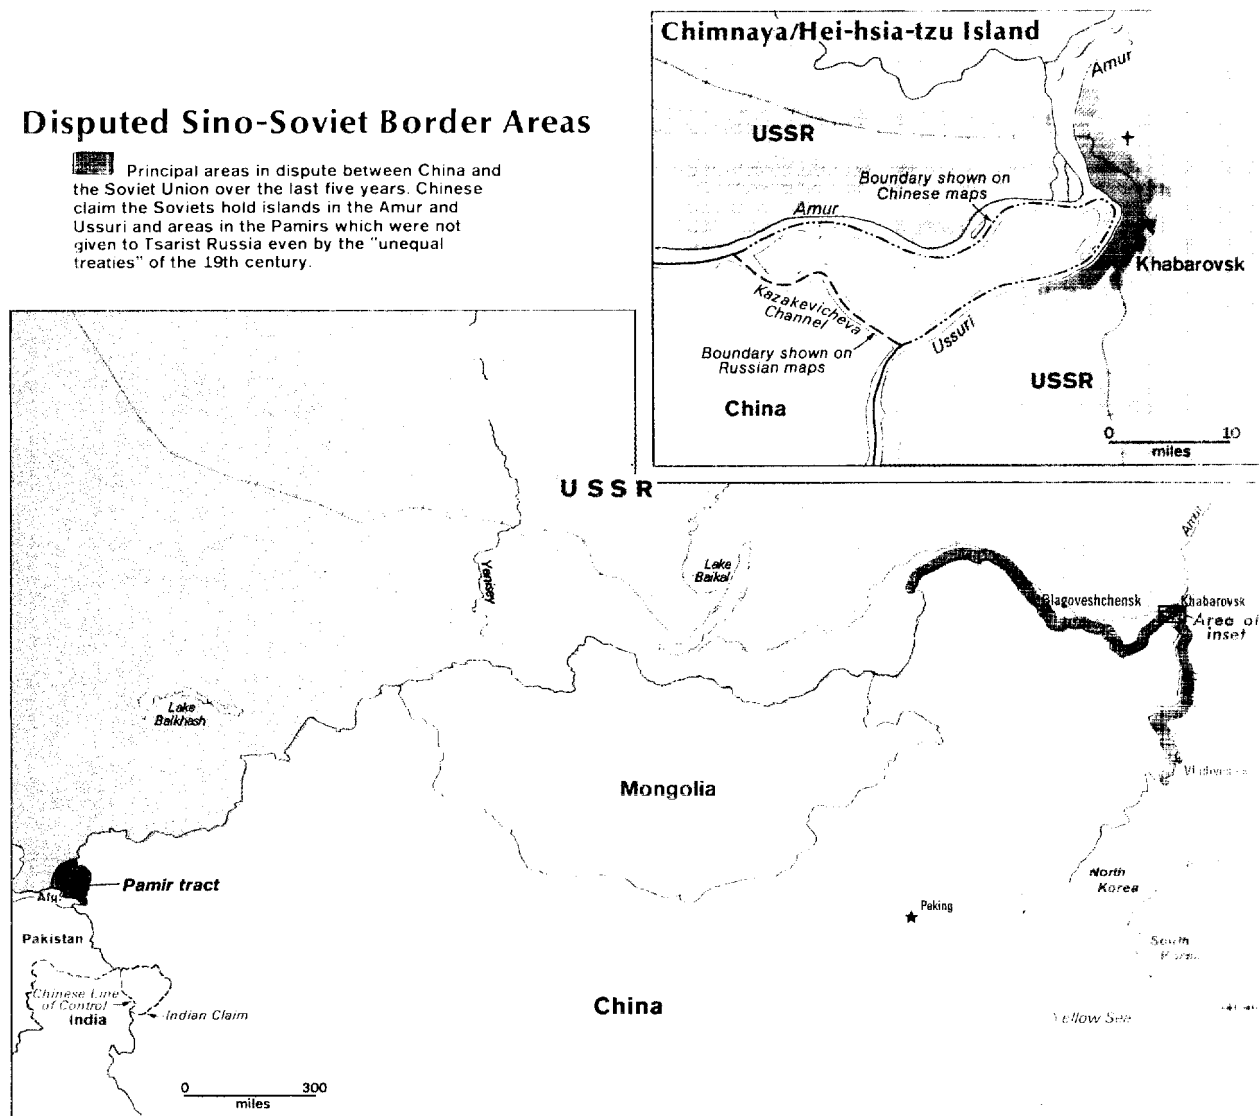 Disputed Sino-Soviet Border Areas
Principal areas in dispute between China and
the Soviet Union over the last five years. Chinese
claim the Soviets hold islands in the Amur and
Ussuri and areas in the Pamirs which were not
given to Tsarist Russia even by the "unequal
treaties" of the 19th century.
Chimnaya/Hei-hsia-tzu Island
Amur
USSR
Boundary shown on
Chinese maps
Amur
Khabarovsk
Kazakevicheva
Channel
Ussuri
Boundary shown on
Russian maps
USSR
China
0 10
miles
USSR
Amur
Lake
Baikal
Yenisey
Blagoveshchensk
Khabarovsk
Area of
inset
Lake
Balkhash
Mongolia
Pamir tract
Afg.
North
Korea
Peking
Pakistan
South
Chinese Line
of Control
India
Indian Claim
China
Yellow Sea
0 300
miles